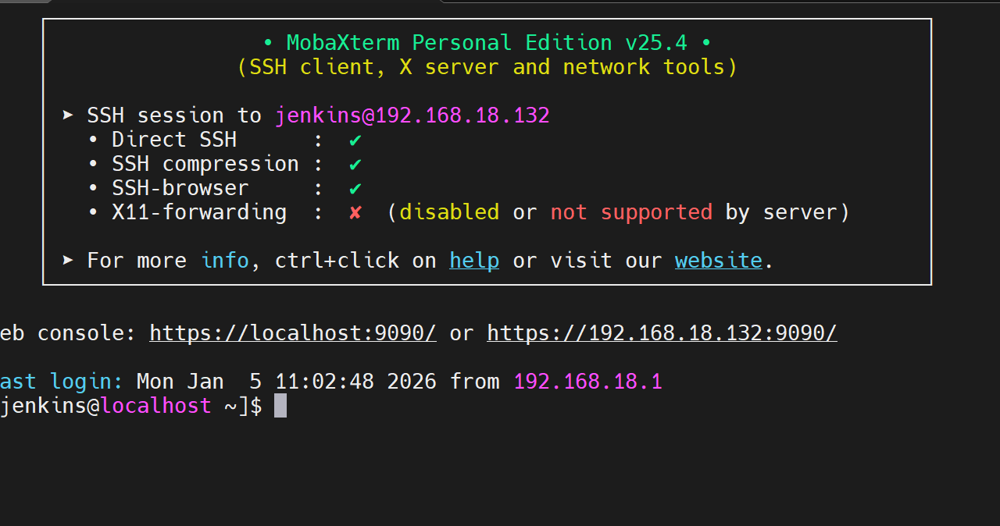 • MobaXterm Personal Edition v25.4 •
(SSH client, X server and network tools)
➤ SSH session to jenkins@192.168.18.132
• Direct SSH : ✔
• SSH compression : ✔
• SSH-browser : ✔
• X11-forwarding : ✘ (disabled or not supported by server)
➤ For more info, ctrl+click on help or visit our website.
eb console: https://localhost:9090/ or https://192.168.18.132:9090/
ast login: Mon Jan  5 11:02:48 2026 from 192.168.18.1
jenkins@localhost ~]$